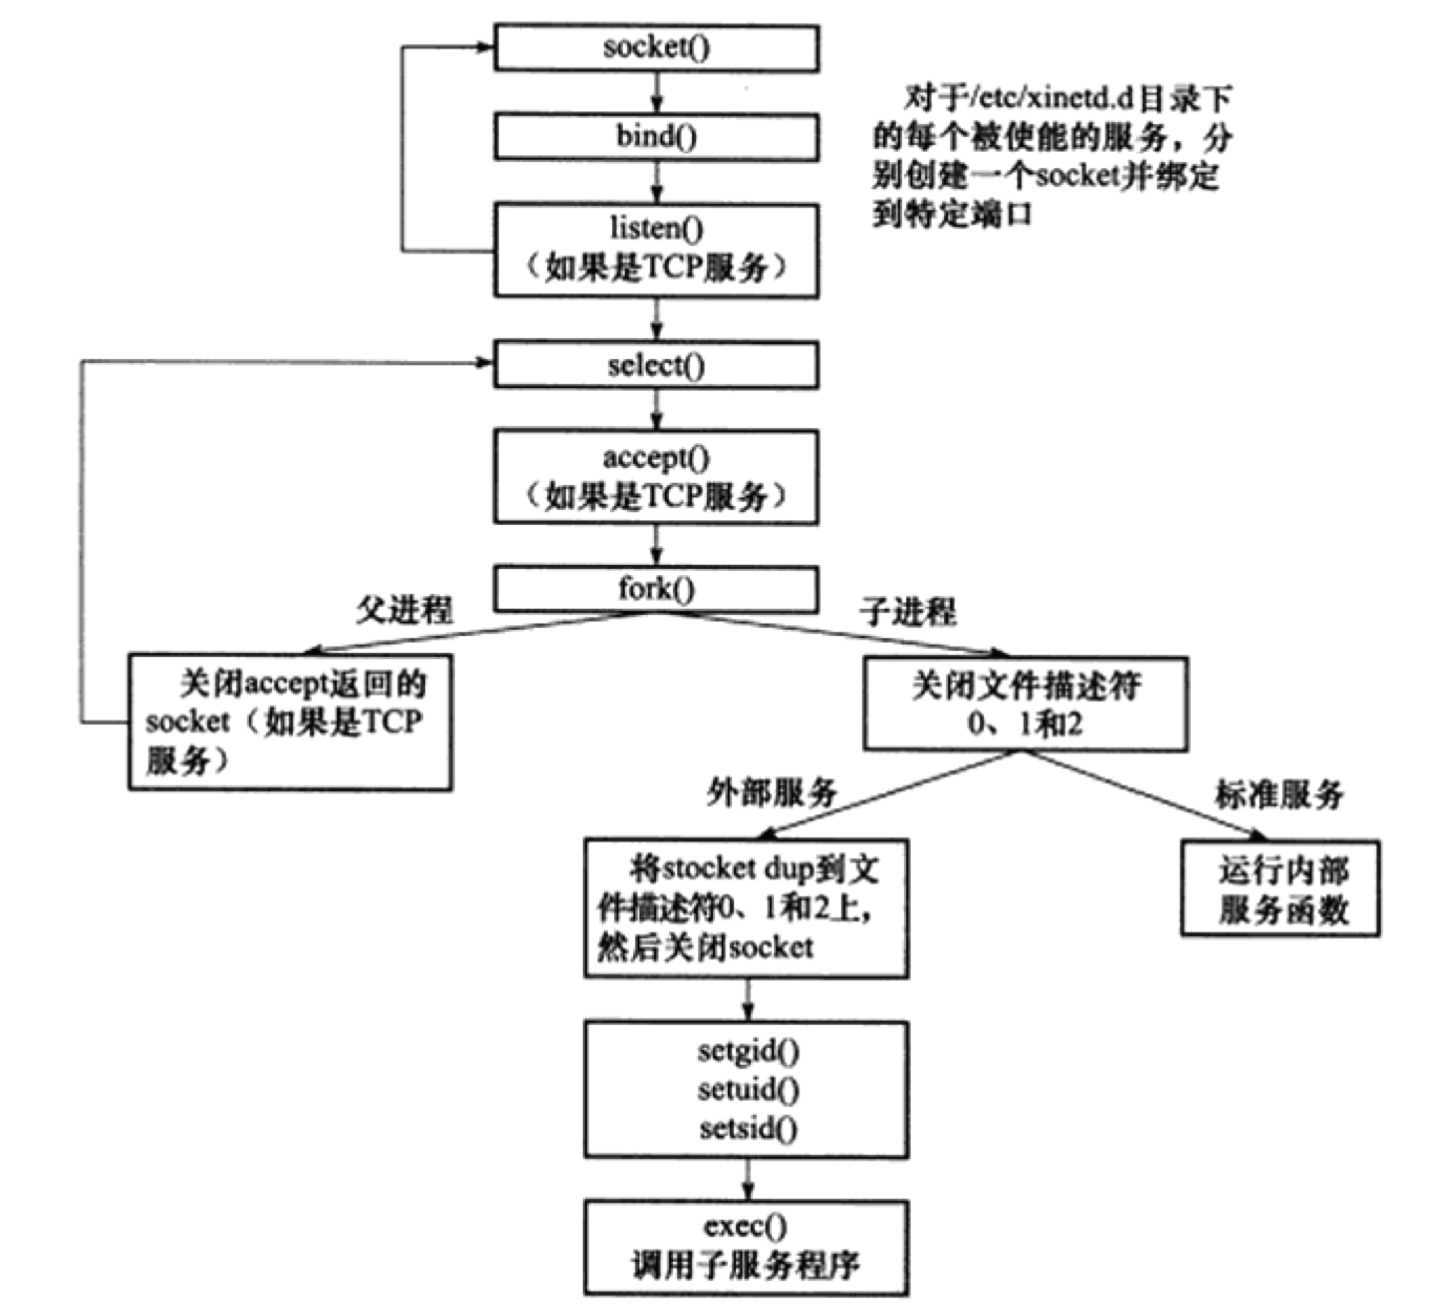 socket()
对于/etc/xinetd.d目录下
的每个被使能的服务，分
别创建一个socket并绑定
到特定端口
bind()
listen()
（如果是TCP服务）
select()
accept()
（如果是TCP服务）
fork()
父进程
子进程
关闭accept返回的
socket（如果是TCP
服务）
关闭文件描述符
0、1和2
外部服务
标准服务
将stocket dup到文
件描述符0、1和2上，
然后关闭socket
运行内部
服务函数
setgid()
setuid()
setsid()
exec()
调用子服务程序